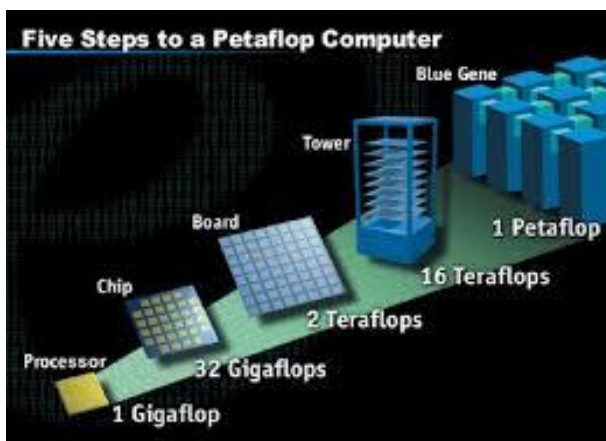 Five Steps to a Petaflop Computer
Blue Gene
Tower
1 Petaflop
Board
16 Teraflops
Chip
2 Teraflops
Processor
32 Gigaflops
1 Gigaflop